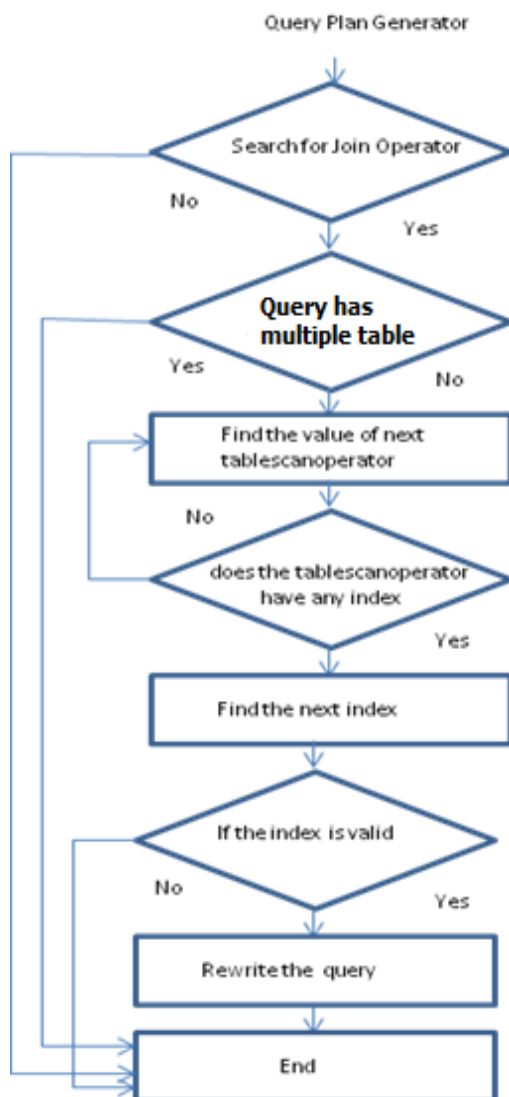 Query Plan Generator
Search for Join Operator
No
Yes
Query has
multiple table
Yes
No
Find the value of next
tablescanoperator
No
does the tablescanoperator
have any index
Yes
Find the next index
If the index is valid
No
Yes
Rewrite the query
End